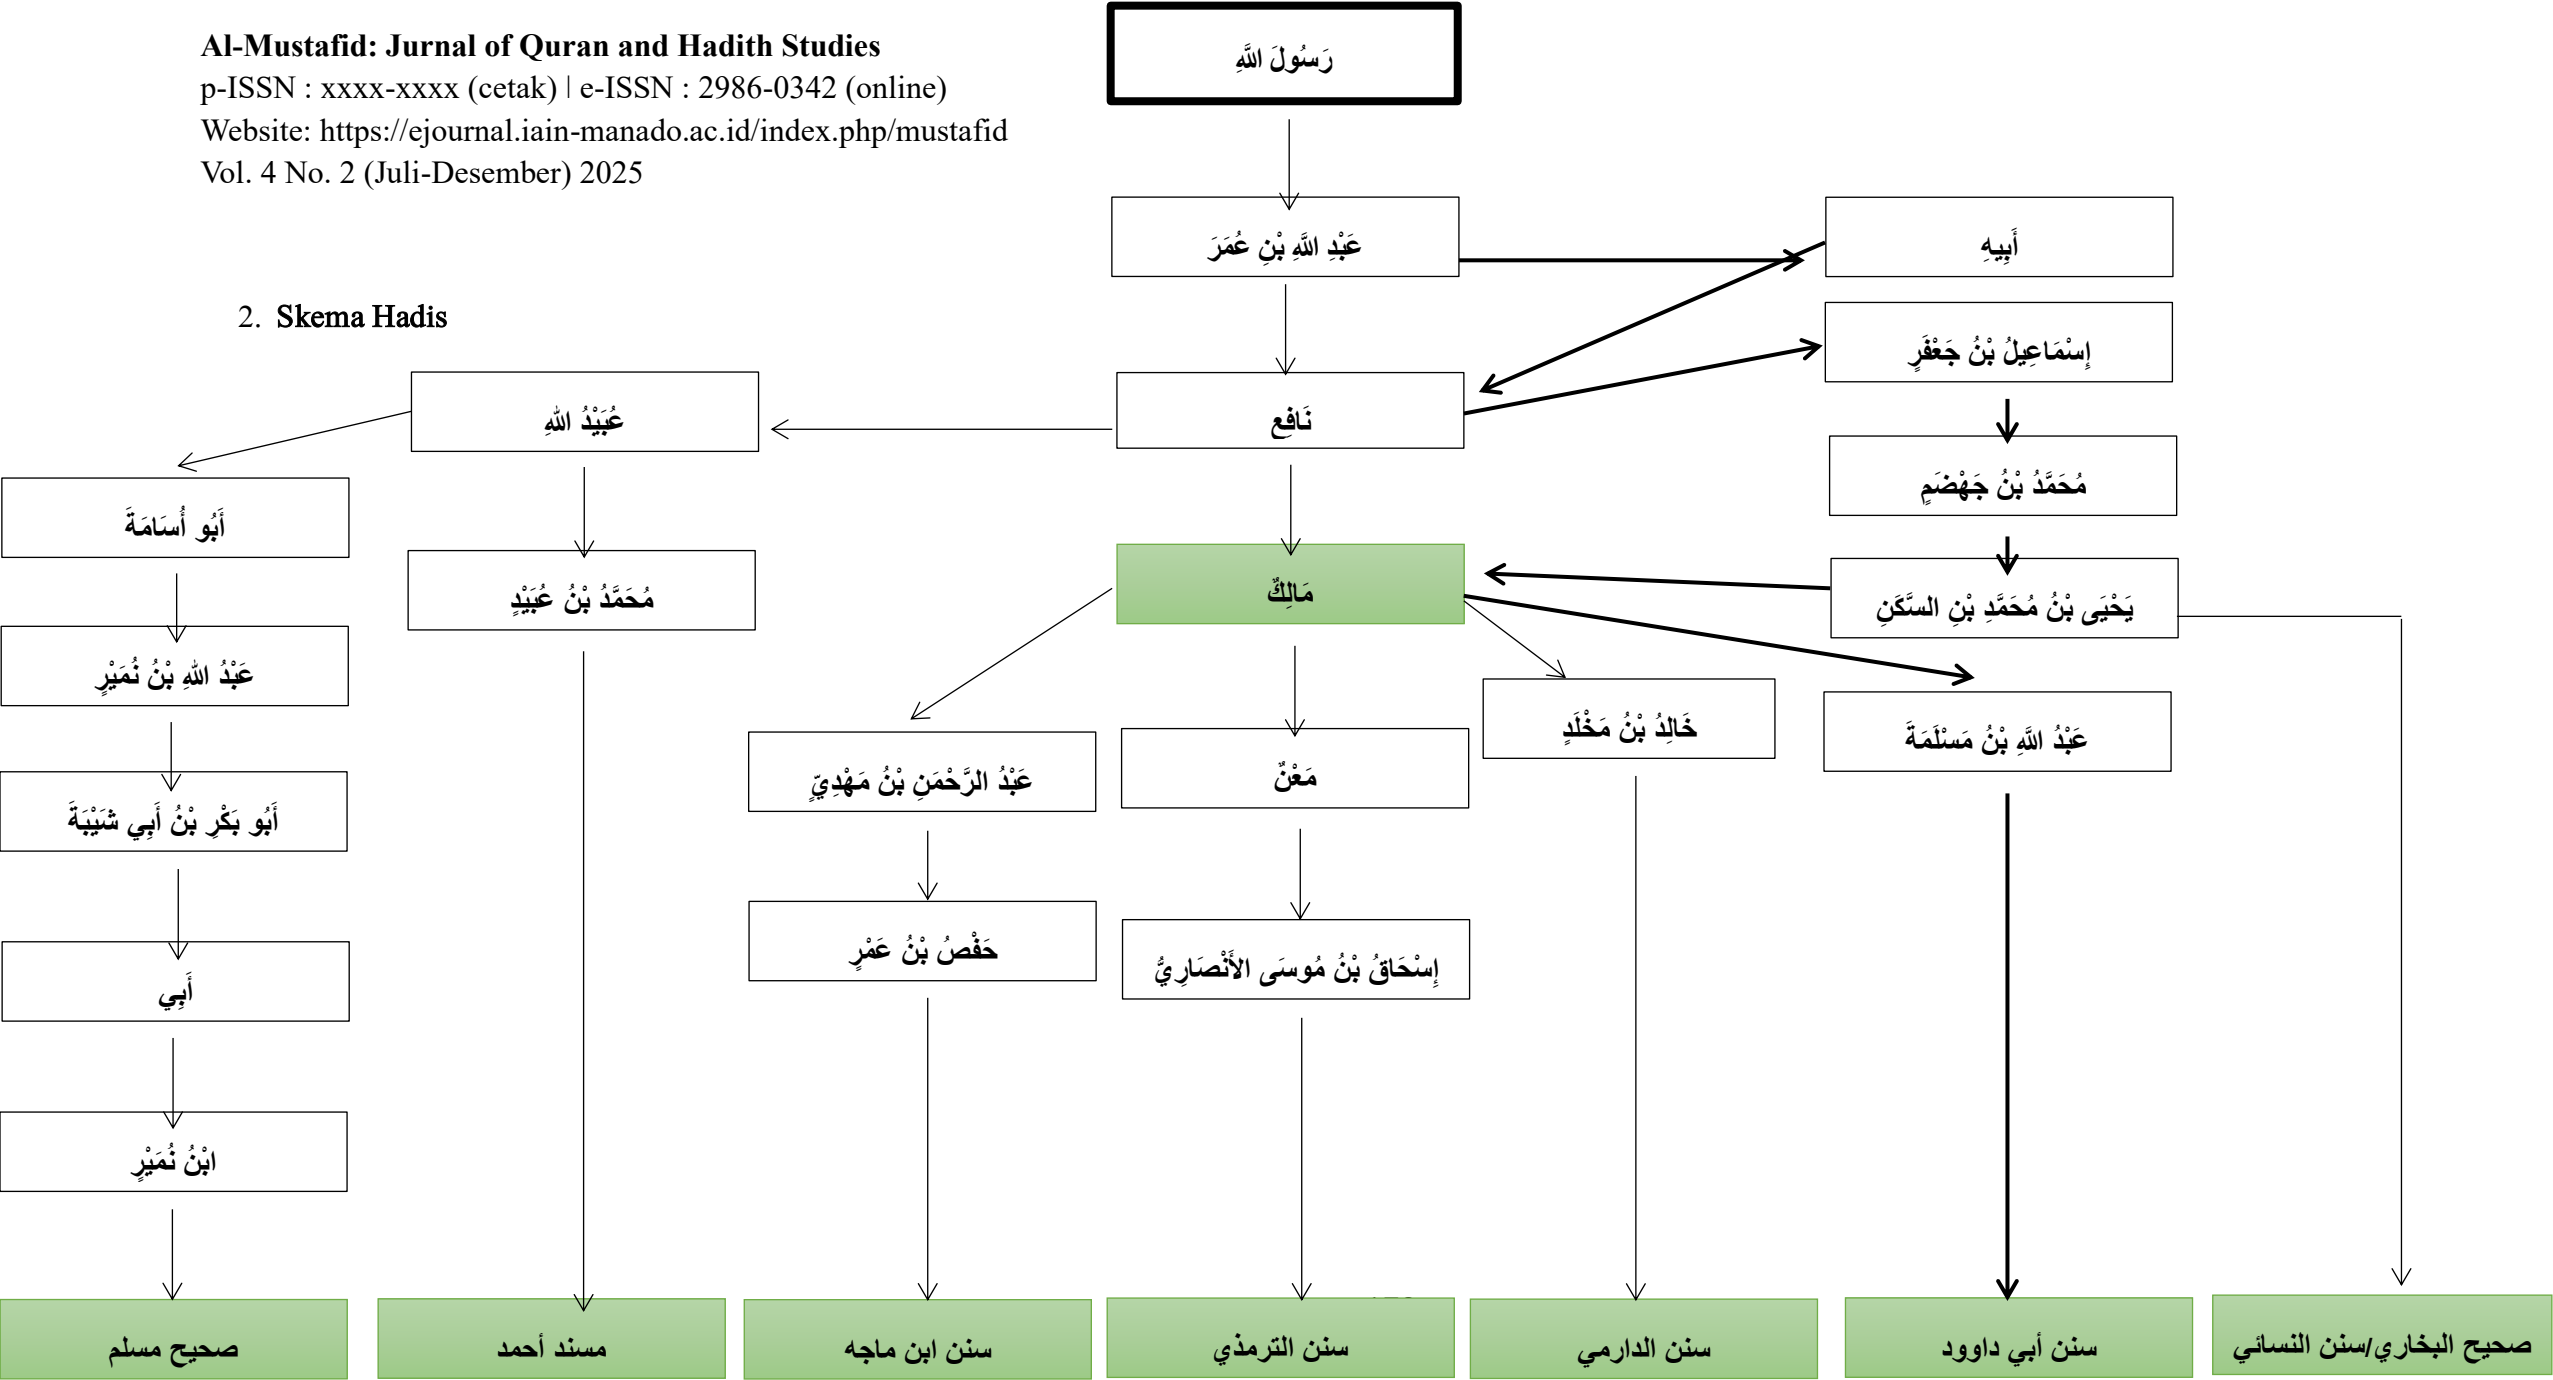 Al-Mustafid: Jurnal of Quran and Hadith Studies
p-ISSN : xxxx-xxxx (cetak) | e-ISSN : 2986-0342 (online)
Website: https://ejournal.iain-manado.ac.id/index.php/mustafid
Vol. 4 No. 2 (Juli-Desember) 2025
رَسُولَ اللَّهِ
عَبْدِ اللَّهِ بْنِ عُمَرَ
أَبِيهِ
2. Skema Hadis
إِسْمَاعِيلُ بْنُ جَعْفَرٍ
عُبَيْدُ اللهِ
نَافِعٍ
مُحَمَّدُ بْنُ جَهْضَمٍ
أَبُو أُسَامَةَ
مُحَمَّدُ بْنُ عُبَيْدٍ
مَالِكٌ
يَحْيَى بْنُ مُحَمَّدِ بْنِ السَّكَنِ
عَبْدُ اللهِ بْنُ نُمَيْرٍ
خَالِدُ بْنُ مَخْلَدٍ
عَبْدُ اللَّهِ بْنُ مَسْلَمَةَ
عَبْدُ الرَّحْمَنِ بْنُ مَهْدِيٍّ
مَعْنٌ
أَبُو بَكْرِ بْنُ أَبِي شَيْبَةَ
حَفْصُ بْنُ عَمْرٍ
إِسْحَاقُ بْنُ مُوسَى الأَنْصَارِيُّ
أَبِي
ابْنُ نُمَيْرٍ
صحيح مسلم
مسند أحمد
سنن ابن ماجه
سنن الترمذي
سنن الدارمي
سنن أبي داوود
صحيح البخاري/سنن النسائي